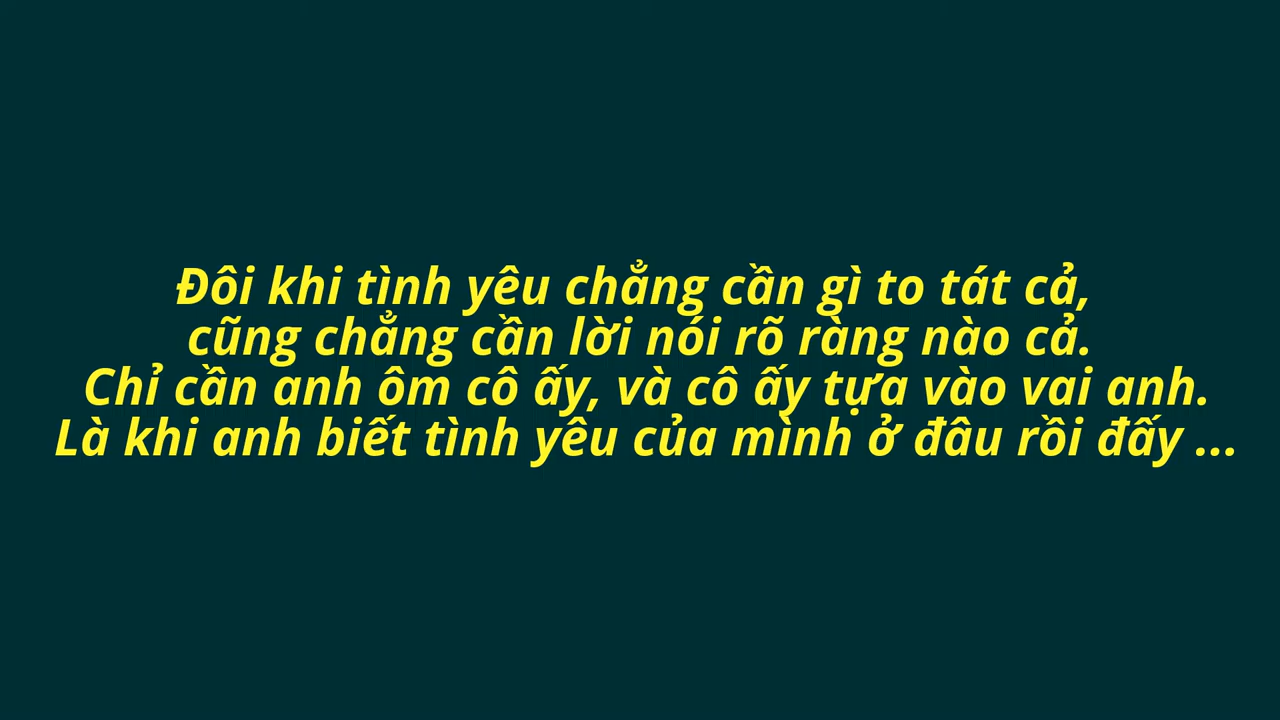 Đôi khi tình yêu chẳng cần gì to tát cả,
cũng chẳng cần lời nói rõ ràng nào cả.
Chỉ cần anh ôm cô ấy, và cô ấy tựa vào vai anh.
Là khi anh biết tình yêu của mình ở đâu rồi đấy ...